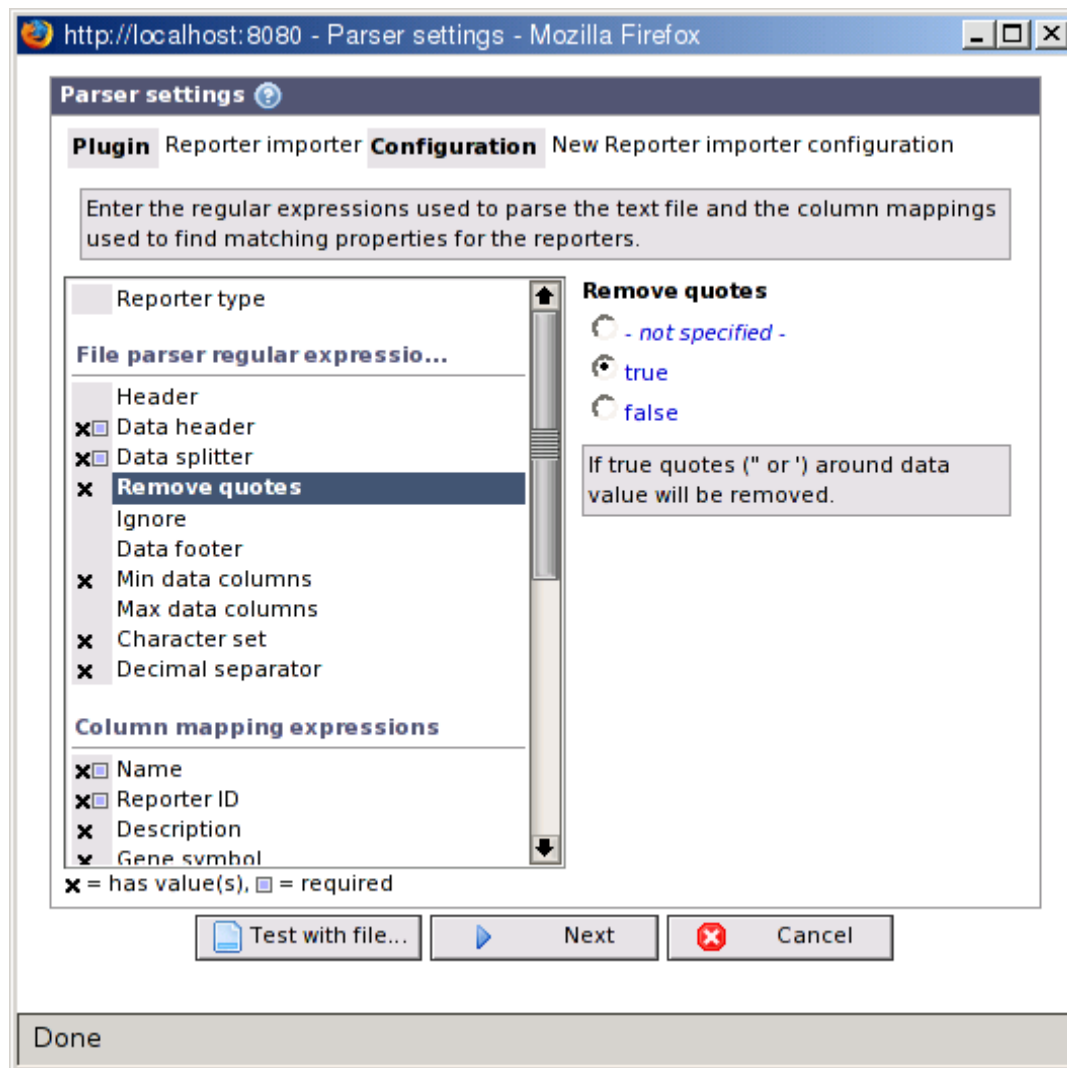 http://localhost:8080 - Parser settings - Mozilla Firefox
Parser settings ?
Plugin Reporter importer Configuration New Reporter importer configuration
Enter the regular expressions used to parse the text file and the column mappings
used to find matching properties for the reporters.
Reporter type
File parser regular expressio...
Header
x Data header
x Data splitter
x Remove quotes
Ignore
Data footer
x Min data columns
Max data columns
x Character set
x Decimal separator
Column mapping expressions
x Name
x Reporter ID
x Description
x Gene symbol
x = has value(s), = required
Remove quotes
- not specified -
true
false
If true quotes (" or ') around data
value will be removed.
Test with file...
Next
Cancel
Done